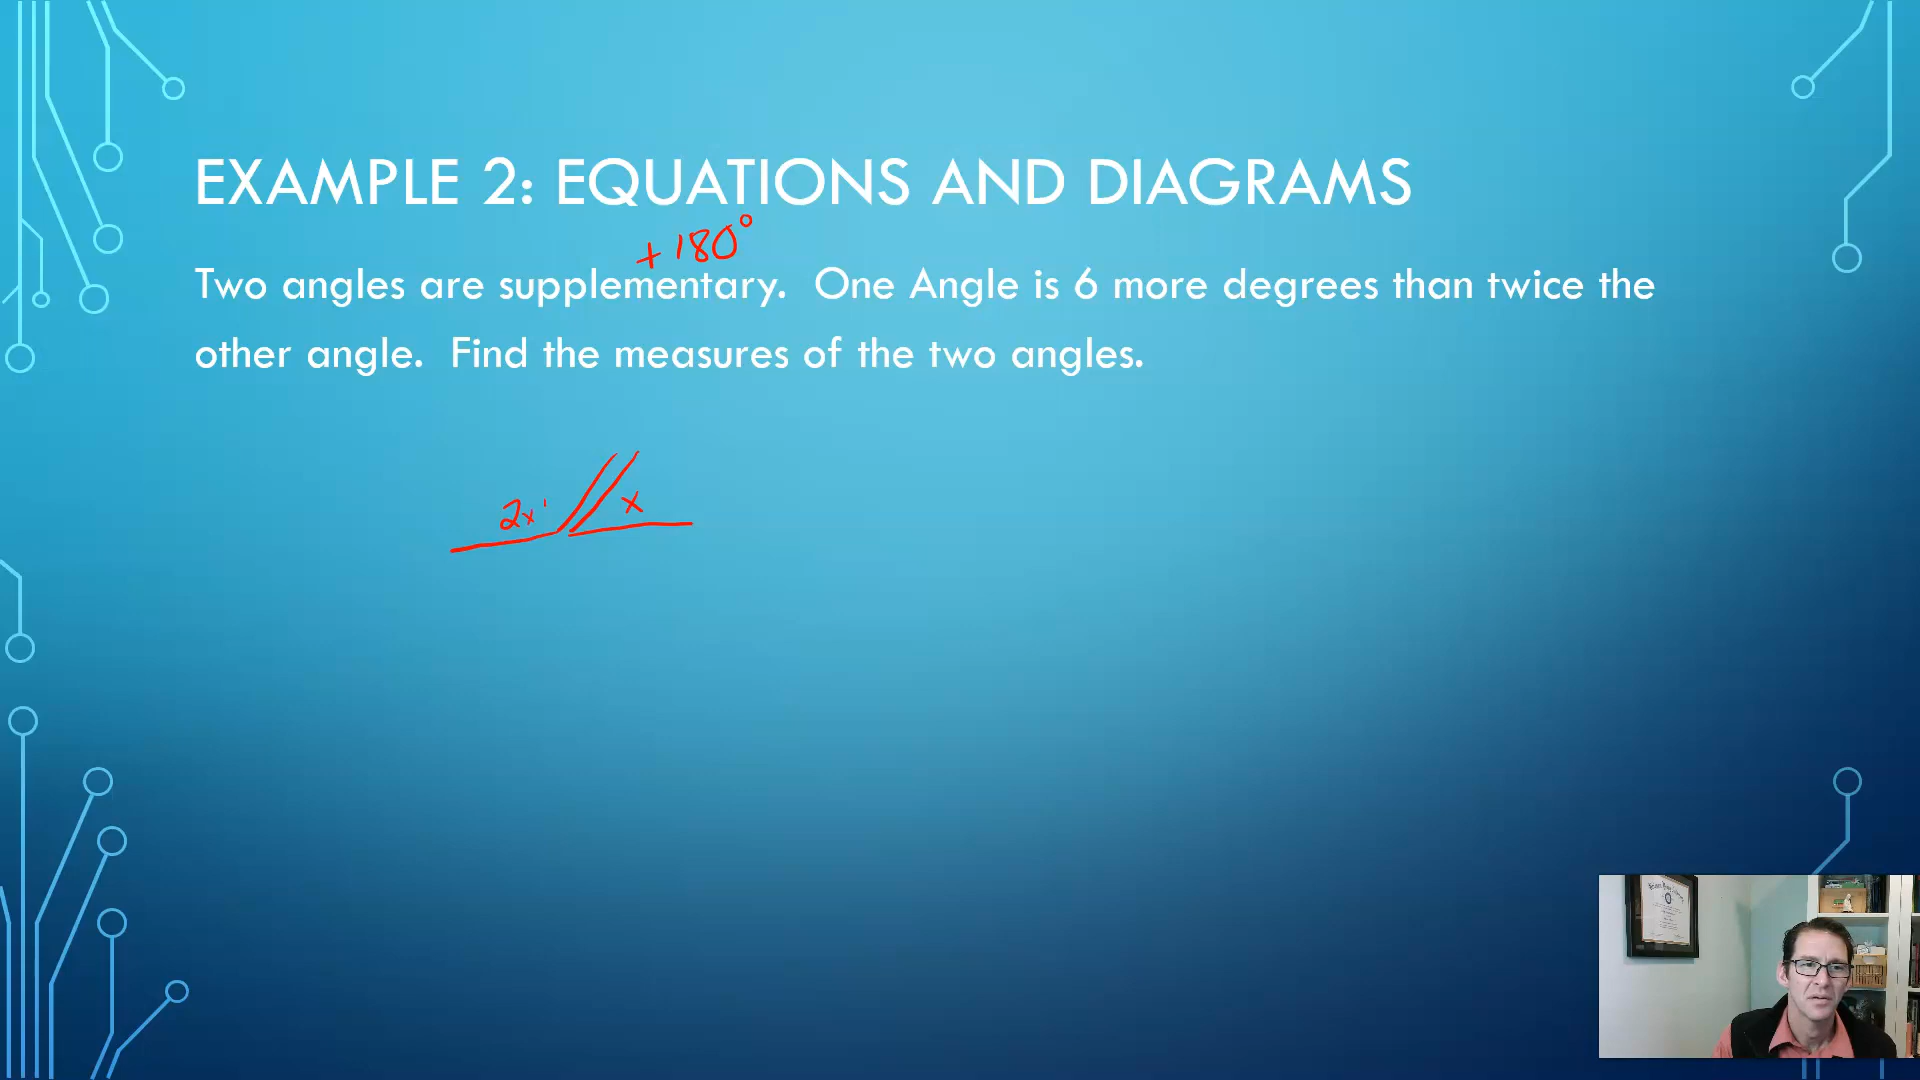 EXAMPLE 2: EQUATIONS AND DIAGRAMS
+ 180°
Two angles are supplementary. One Angle is 6 more degrees than twice the
other angle. Find the measures of the two angles.
2x x